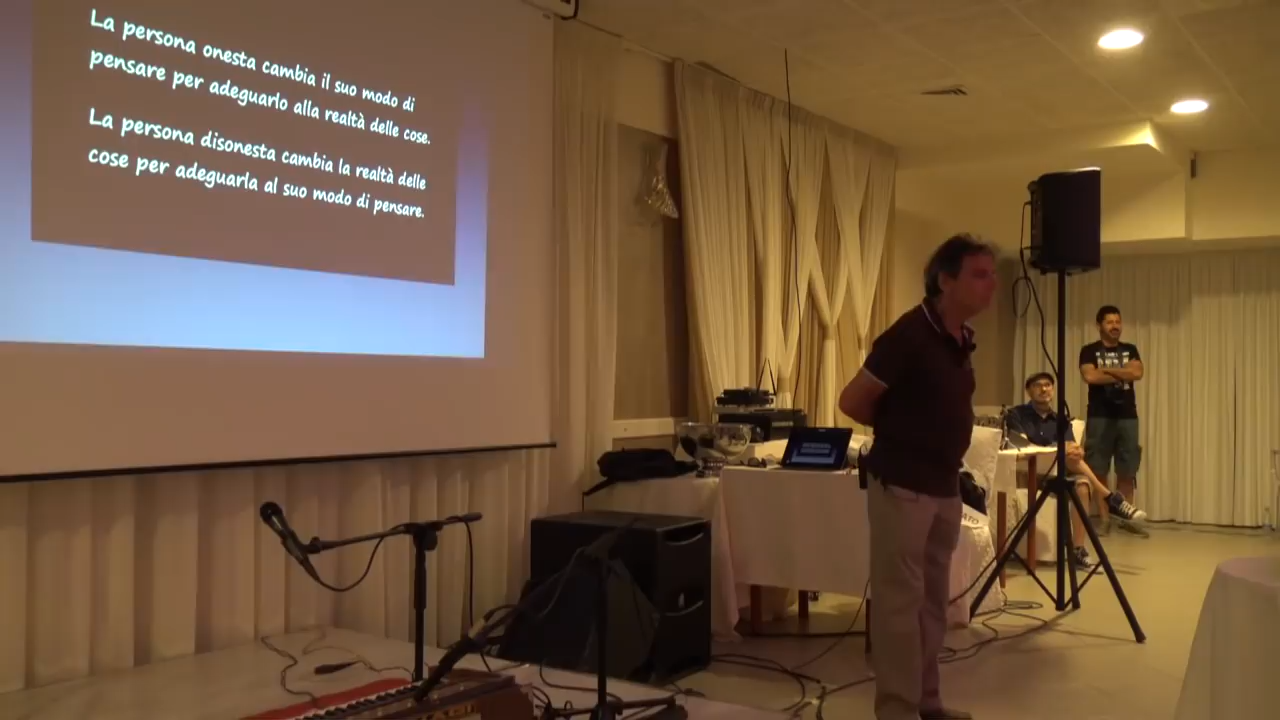 La persona onesta cambia il suo modo di
pensare per adeguarlo alla realtà delle cose.
La persona disonesta cambia la realtà delle
cose per adeguarla al suo modo di pensare.